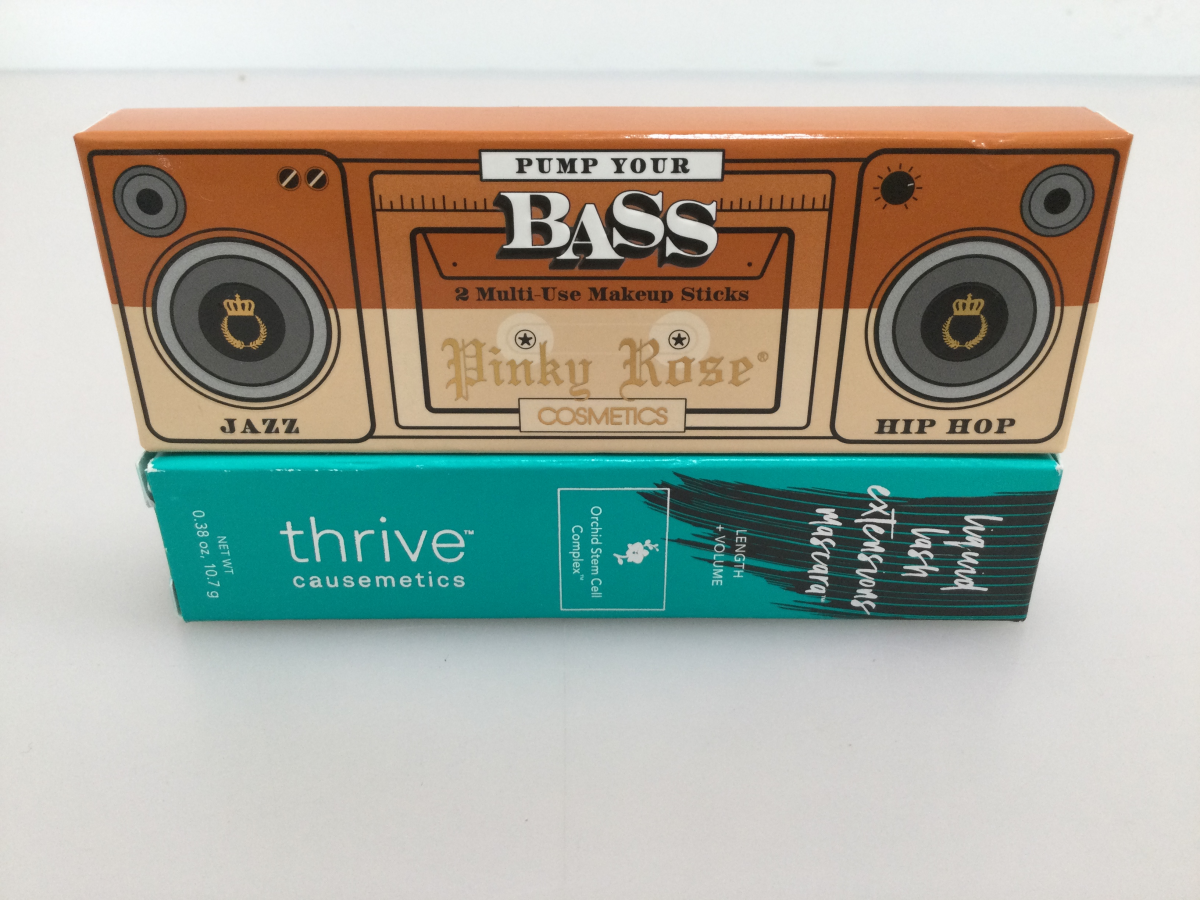 PUMP YOUR
BASS
2 Multi-Use Makeup Sticks
Pinky Rose®
COSMETICS
JAZZ
HIP HOP
NET WT
0.38 oz, 10.7 g
thrive™
causemetics
Orchid Stem Cell
Complex™
LENGTH
+ VOLUME
liquid
lash
extensions
mascara™